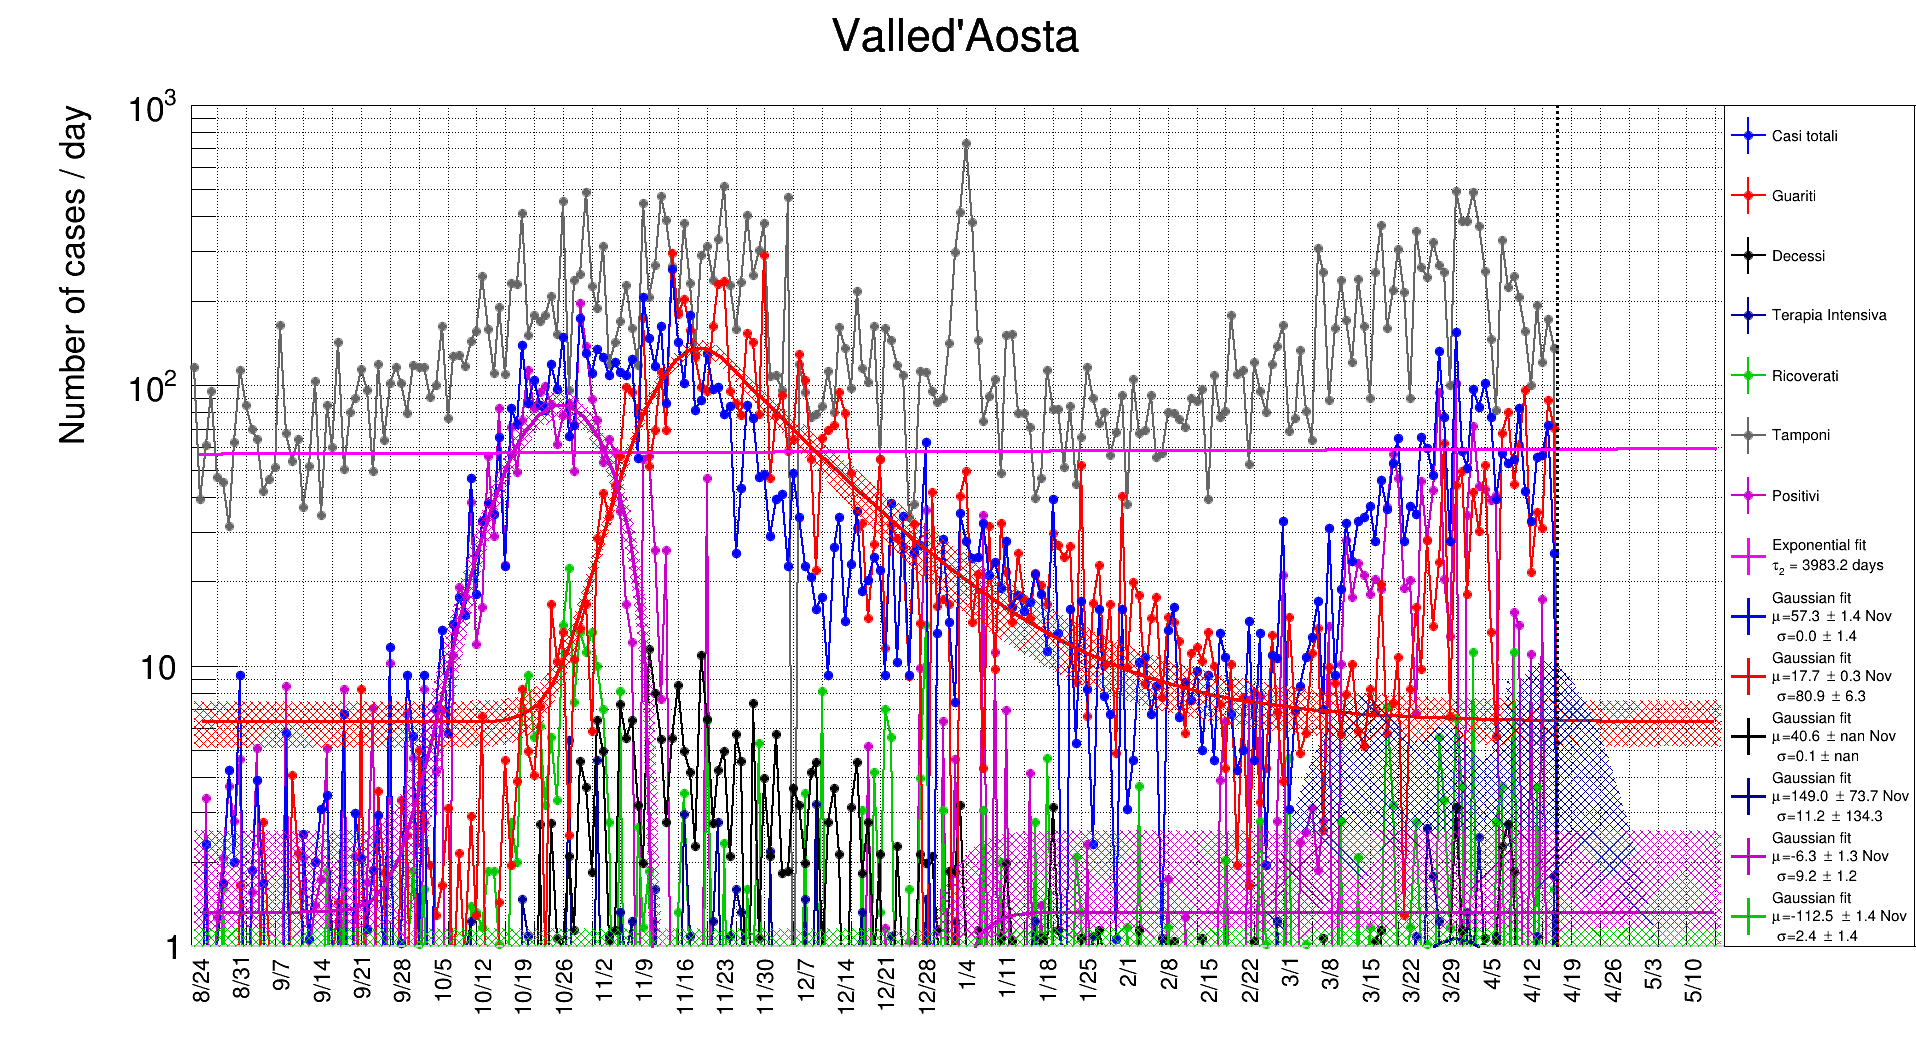 Valled'Aosta
Number of cases / day
10³
10²
10
1
8/24 8/31 9/7 9/14 9/21 9/28 10/5 10/12 10/19 10/26 11/2 11/9 11/16 11/23 11/30 12/7 12/14 12/21 12/28 1/4 1/11 1/18 1/25 2/1 2/8 2/15 2/22 3/1 3/8 3/15 3/22 3/29 4/5 4/12 4/19 4/26 5/3 5/10
Casi totali
Guariti
Decessi
Terapia Intensiva
Ricoverati
Tamponi
Positivi
Exponential fit
τ₂ = 3983.2 days
Gaussian fit
μ=57.3 ± 1.4 Nov
σ=0.0 ± 1.4
Gaussian fit
μ=17.7 ± 0.3 Nov
σ=80.9 ± 6.3
Gaussian fit
μ=40.6 ± nan Nov
σ=0.1 ± nan
Gaussian fit
μ=149.0 ± 73.7 Nov
σ=11.2 ± 134.3
Gaussian fit
μ=-6.3 ± 1.3 Nov
σ=9.2 ± 1.2
Gaussian fit
μ=-112.5 ± 1.4 Nov
σ=2.4 ± 1.4